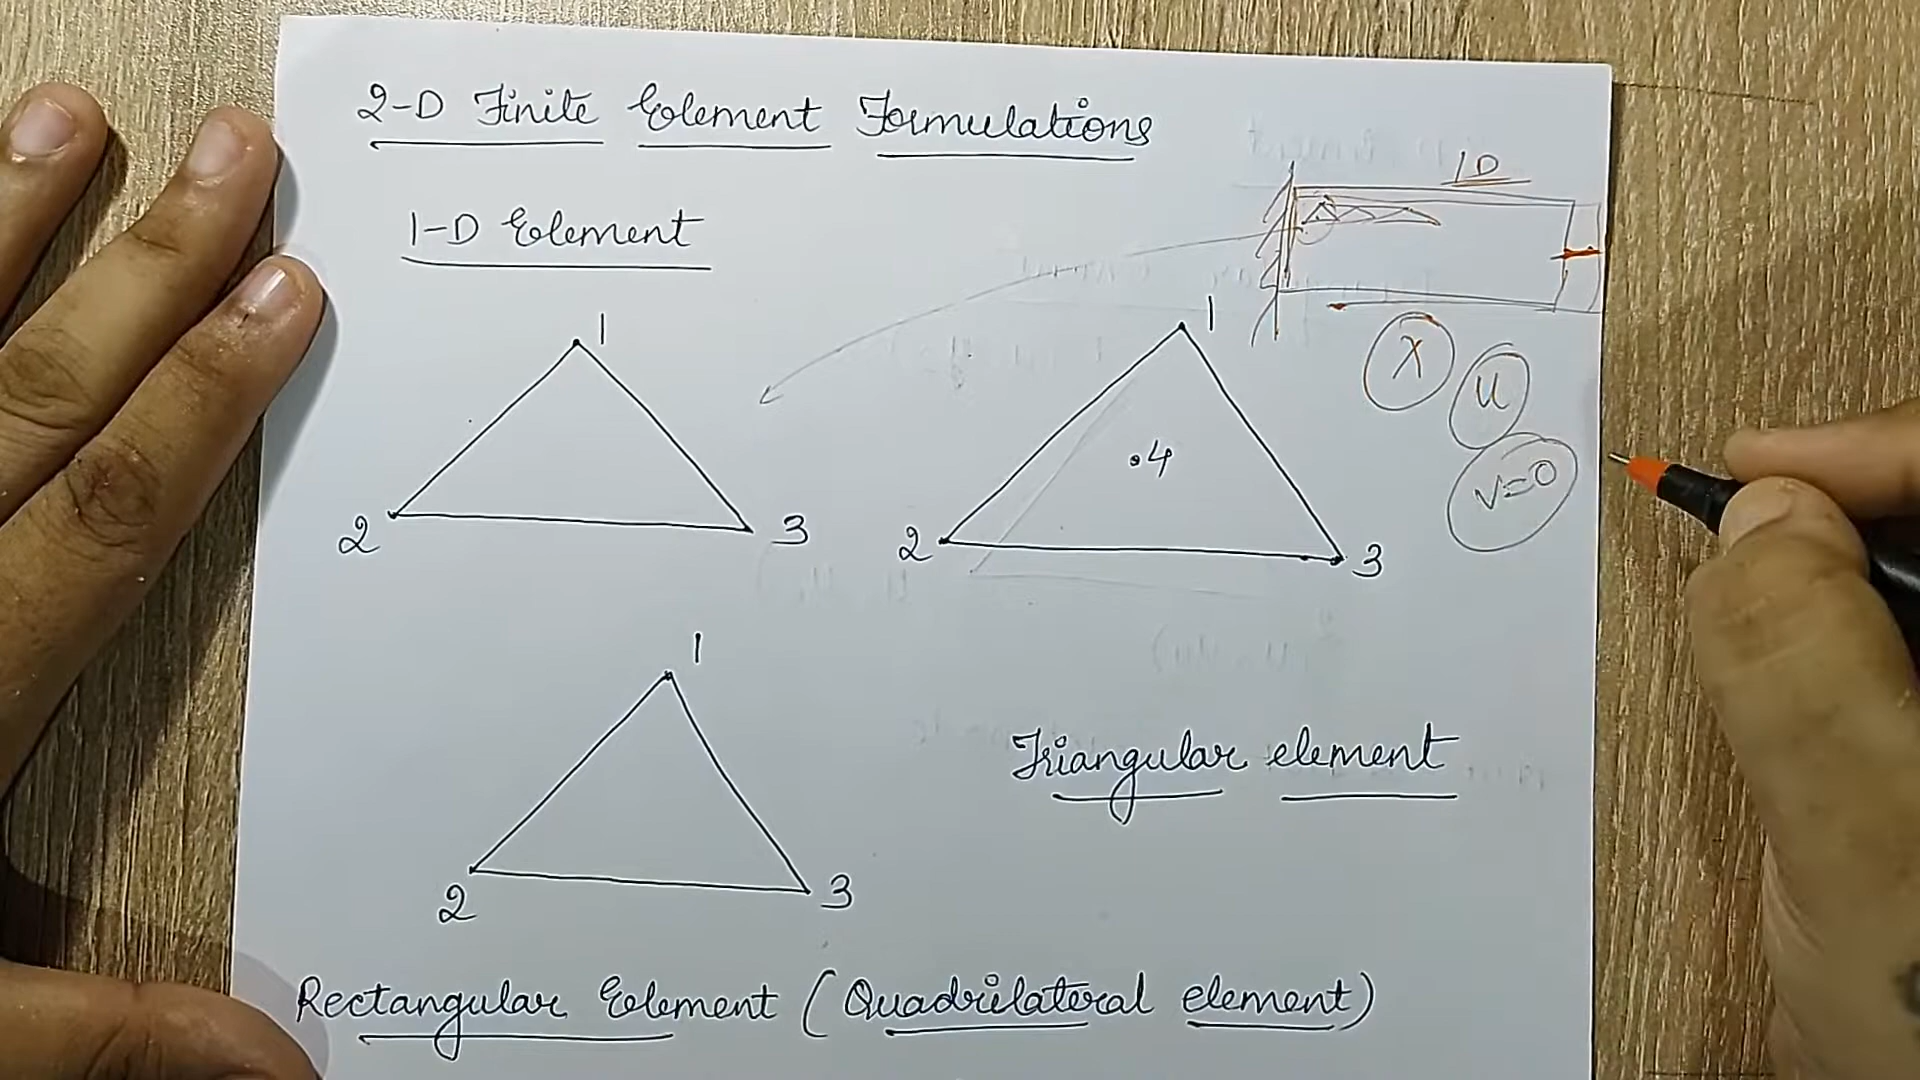 2-D Finite Element Formulations
1-D Element
1D
1
2
3
1
2
3
.4
X
u
v=0
1
2
3
Triangular element
Rectangular Element (Quadrilateral element)